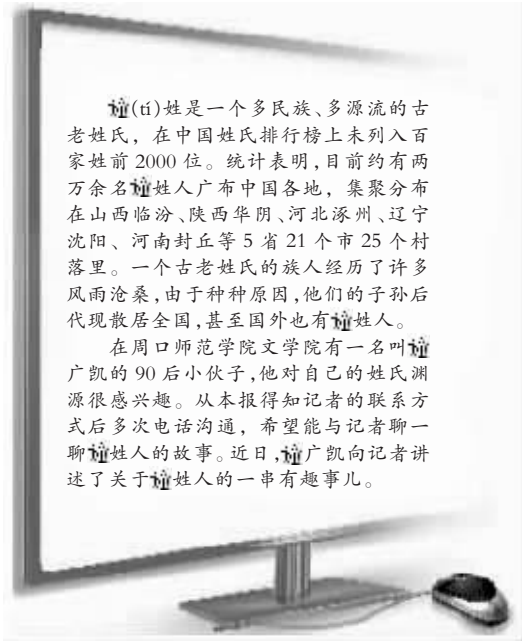 (tí)姓是一个多民族、多源流的古
老姓氏，在中国姓氏排行榜上未列入百
家姓前 2000 位。统计表明，目前约有两
万余名姓人广布中国各地，集聚分布
在山西临汾、陕西华阴、河北涿州、辽宁
沈阳、河南封丘等 5 省 21 个市 25 个村
落里。一个古老姓氏的族人经历了许多
风雨沧桑，由于种种原因，他们的子孙后
代现散居全国，甚至国外也有姓人。
在周口师范学院文学院有一名叫
广凯的 90 后小伙子，他对自己的姓氏渊
源很感兴趣。从本报得知记者的联系方
式后多次电话沟通，希望能与记者聊一
聊姓人的故事。近日，广凯向记者讲
述了关于姓人的一串有趣事儿。